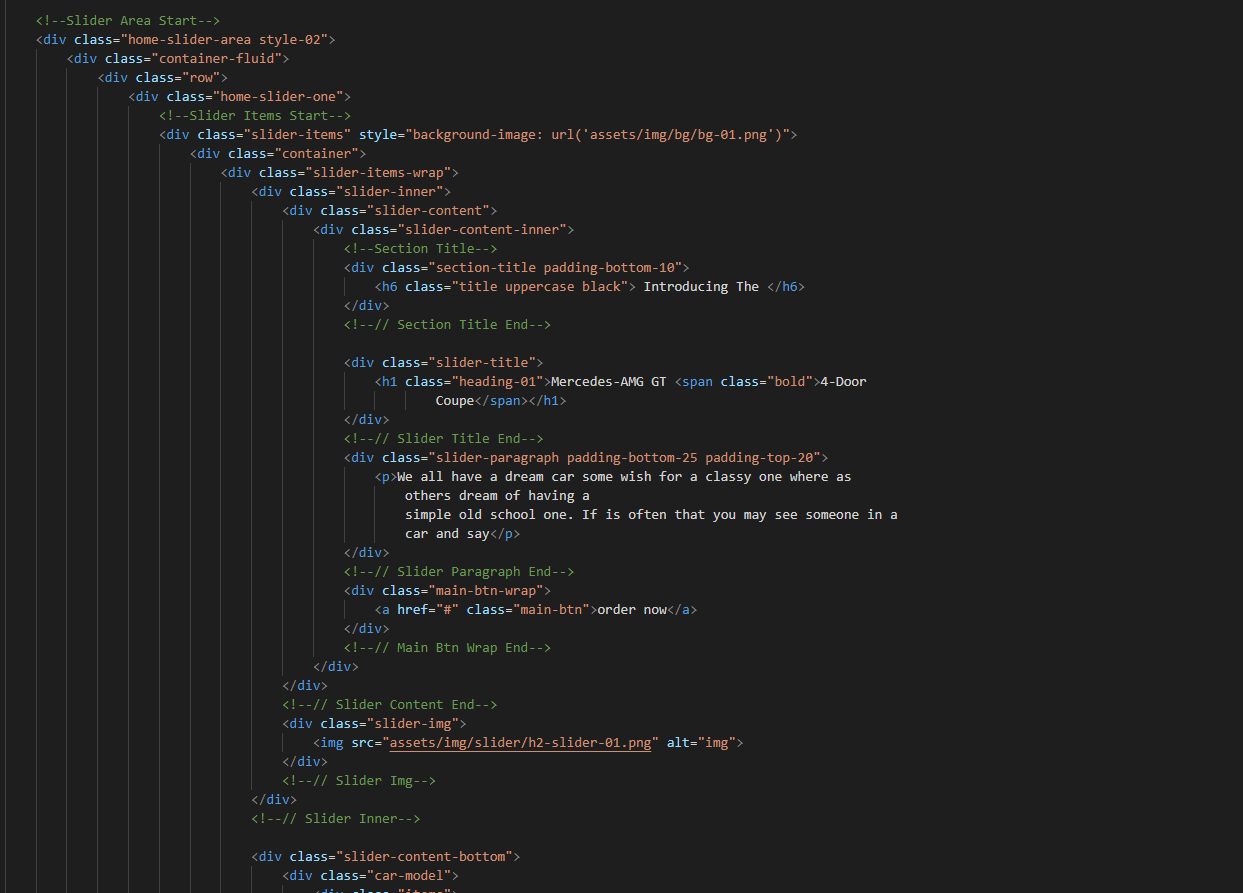 <!--Slider Area Start-->
<div class="home-slider-area style-02">
<div class="container-fluid">
<div class="row">
<div class="home-slider-one">
<!--Slider Items Start-->
<div class="slider-items" style="background-image: url('assets/img/bg/bg-01.png')">
<div class="container">
<div class="slider-items-wrap">
<div class="slider-inner">
<div class="slider-content">
<div class="slider-content-inner">
<!--Section Title-->
<div class="section-title padding-bottom-10">
<h6 class="title uppercase black"> Introducing The </h6>
</div>
<!--// Section Title End-->
<div class="slider-title">
<h1 class="heading-01">Mercedes-AMG GT <span class="bold">4-Door
Coupe</span></h1>
</div>
<!--// Slider Title End-->
<div class="slider-paragraph padding-bottom-25 padding-top-20">
<p>We all have a dream car some wish for a classy one where as
others dream of having a
simple old school one. If is often that you may see someone in a
car and say</p>
</div>
<!--// Slider Paragraph End-->
<div class="main-btn-wrap">
<a href="#" class="main-btn">order now</a>
</div>
<!--// Main Btn Wrap End-->
</div>
</div>
<!--// Slider Content End-->
<div class="slider-img">
<img src="assets/img/slider/h2-slider-01.png" alt="img">
</div>
<!--// Slider Img-->
</div>
<!--// Slider Inner-->
<div class="slider-content-bottom">
<div class="car-model">
<div class="items">